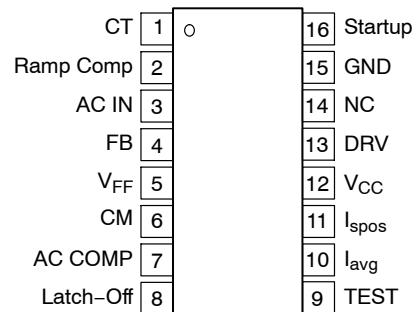 CT 1 16 Startup
Ramp Comp 2 15 GND
AC IN 3 14 NC
FB 4 13 DRV
VFF 5 12 VCC
CM 6 11 Ispos
AC COMP 7 10 Iavg
Latch−Off 8 9 TEST